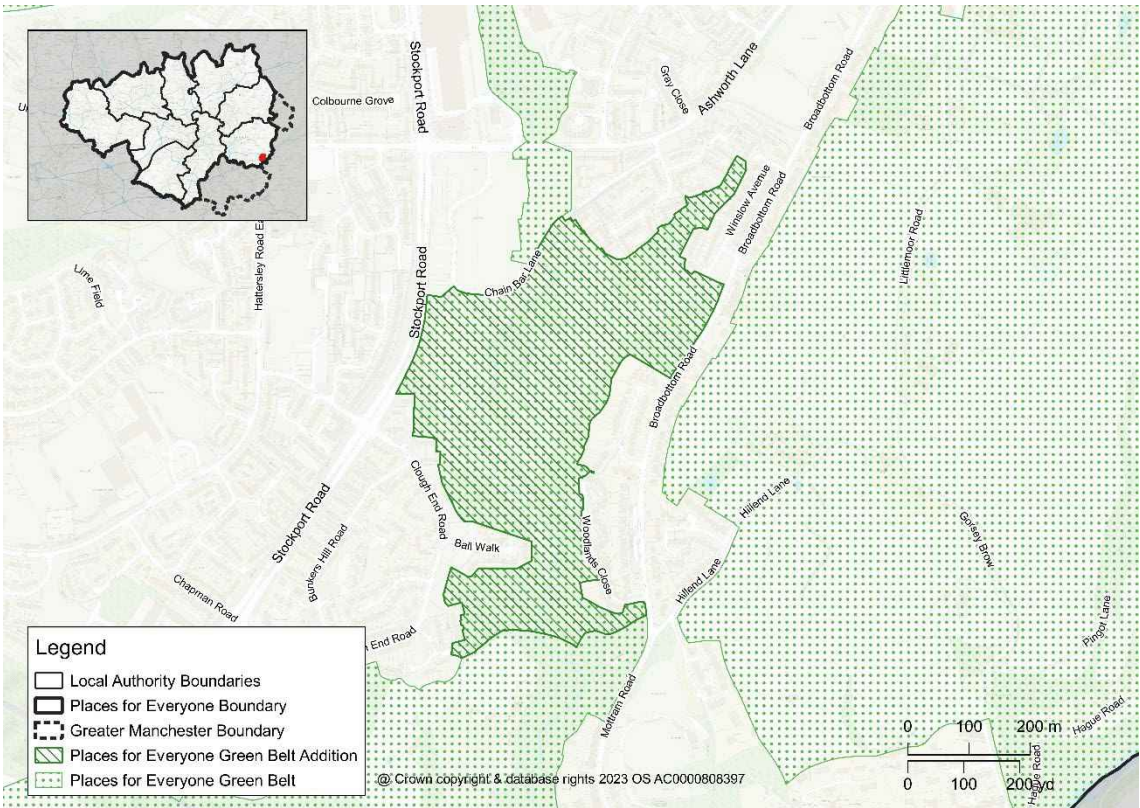 Stockport Road
Colbourne Grove
Gray Close
Ashworth Lane
Broadbottom Road
Winslow Avenue
Broadbottom Road
Littlemoor Road
Lime Field
Stockport Road
Chain Bar Lane
Broadbottom Road
Clough End Road
Stockport Road
Ball Walk
Bunkers Hill Road
Chapman Road
Woodlands Close
Hillend Lane
Hillend Lane
Gorsey Brow
Pingot Lane
End Road
Mottram Road
Hague Road
Hague Road
Hattersley Road Ea
Legend
Local Authority Boundaries
Places for Everyone Boundary
Greater Manchester Boundary
Places for Everyone Green Belt Addition
Places for Everyone Green Belt
@ Crown copyright & database rights 2023 OS AC0000808397
0 100 200 m
0 100 200 yd